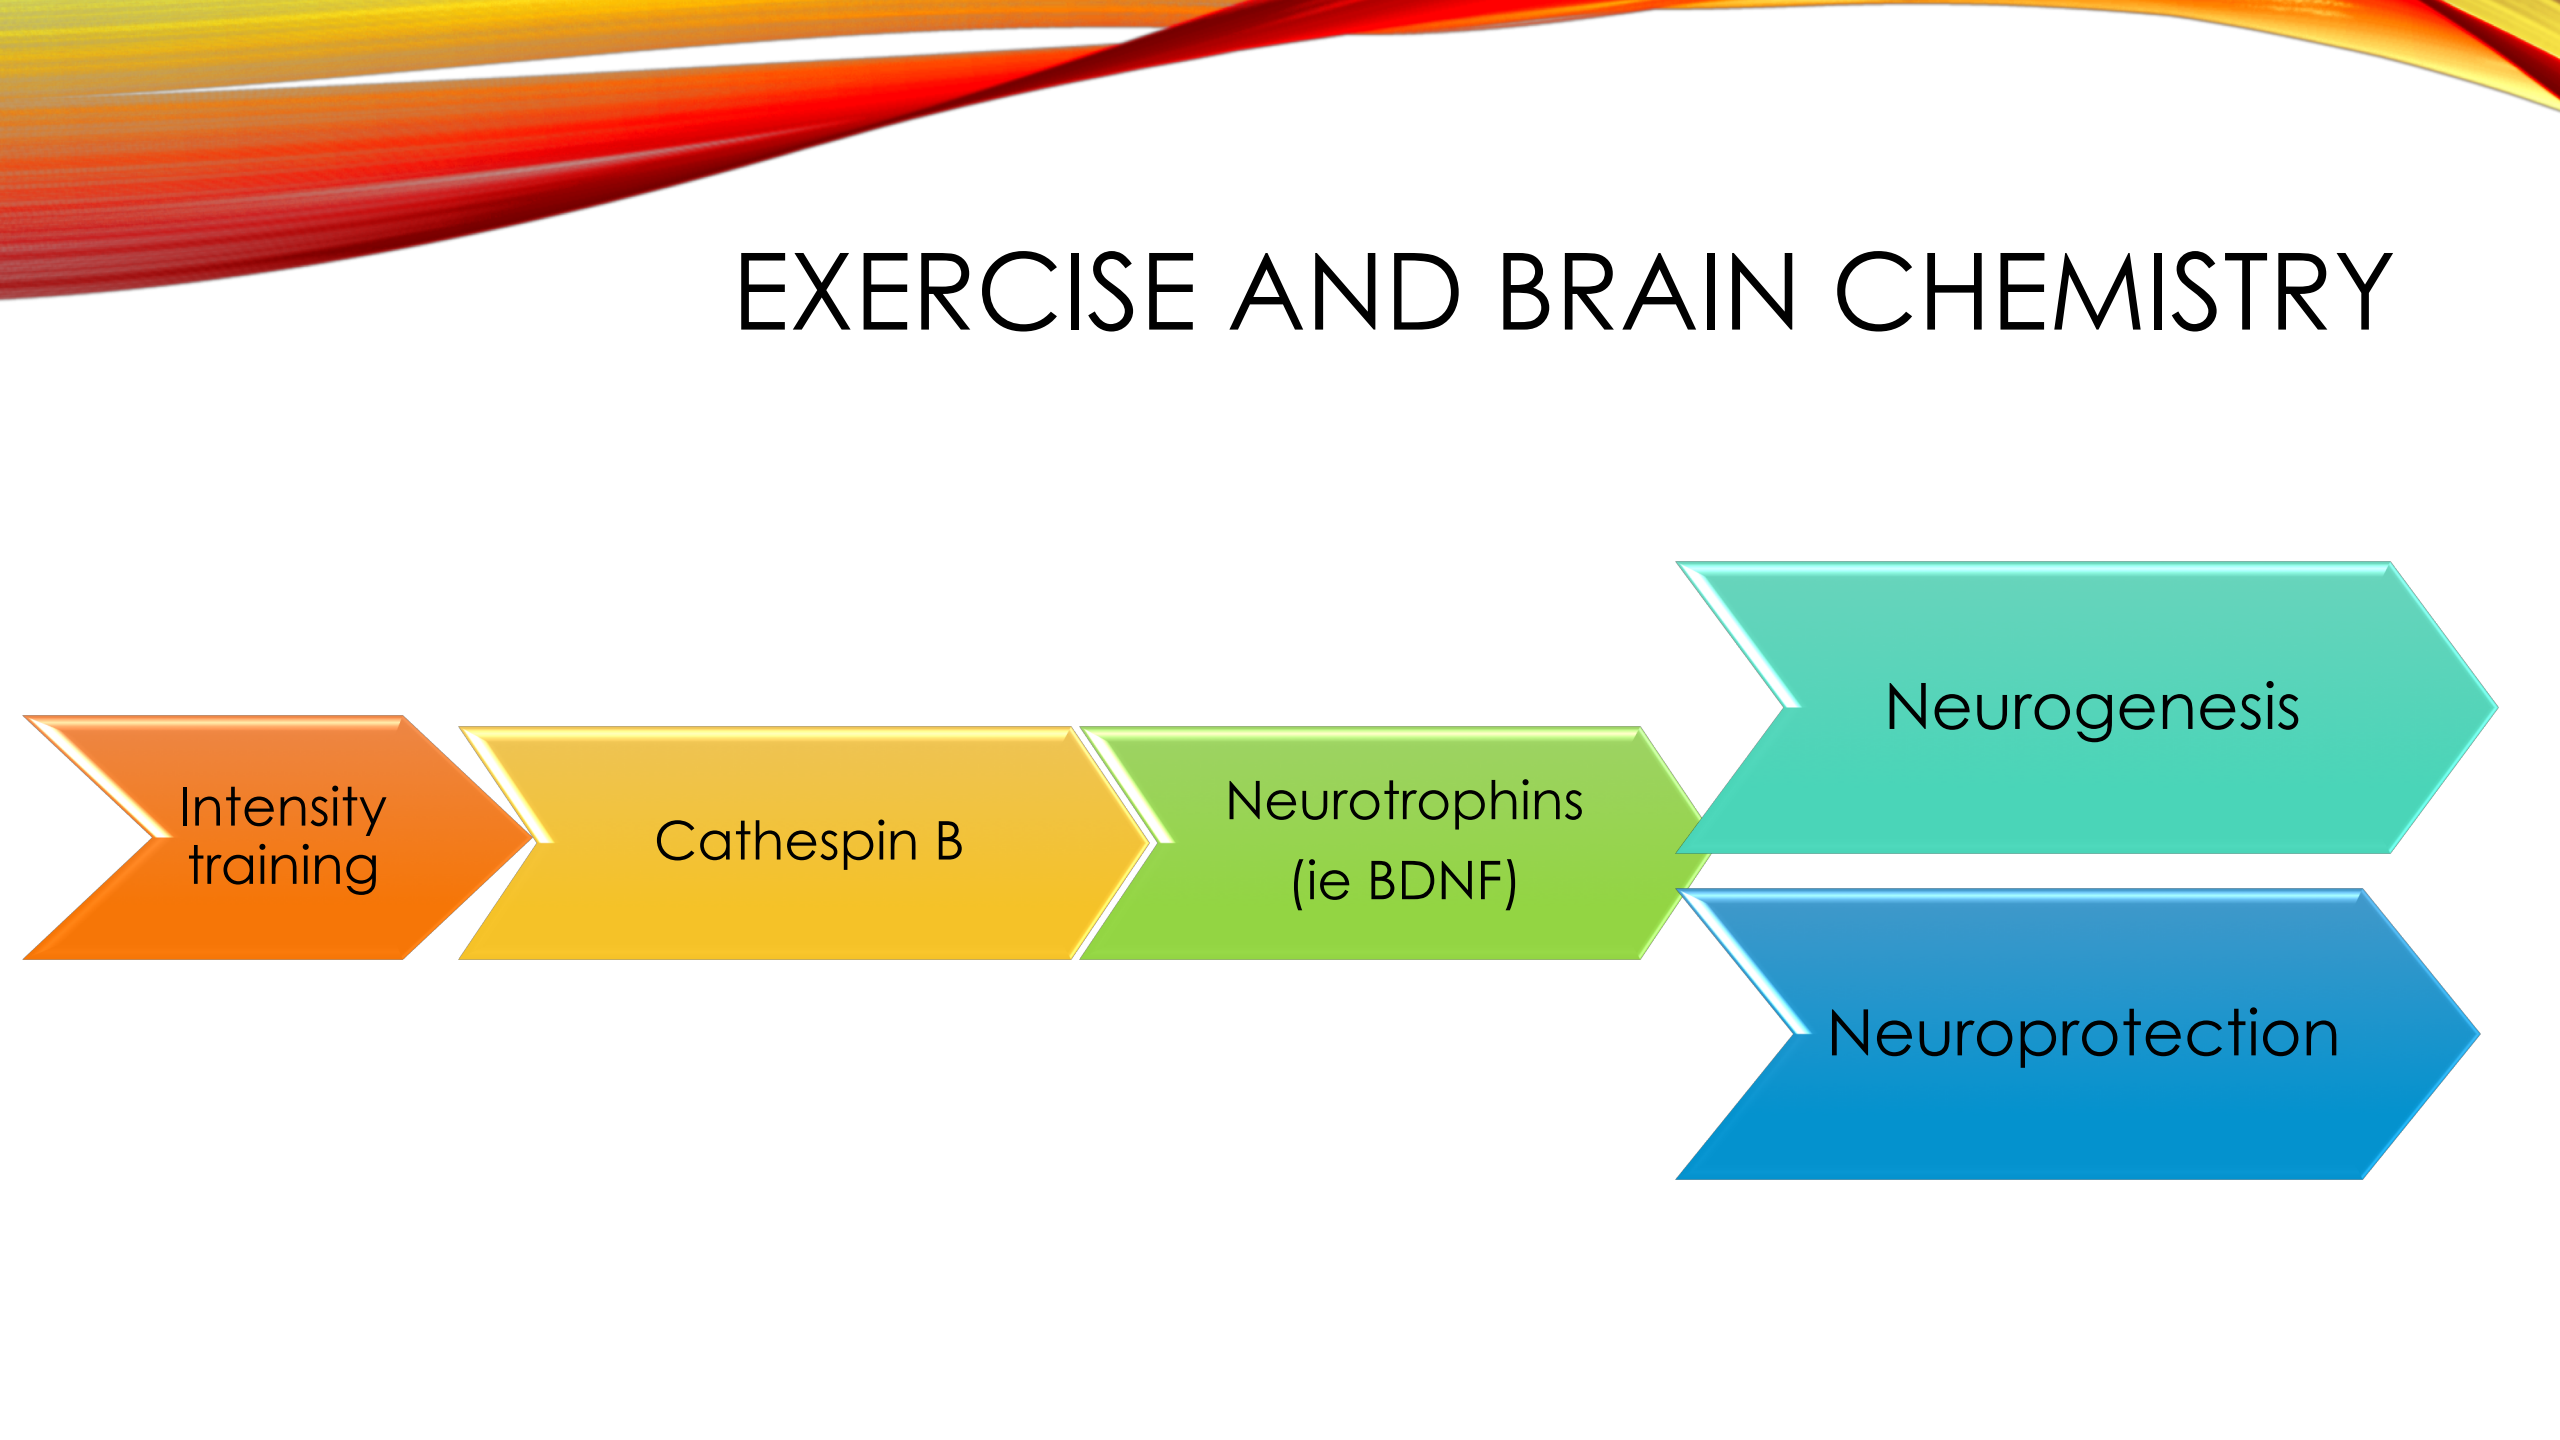 EXERCISE AND BRAIN CHEMISTRY
Intensity
training
Cathespin B
Neurotrophins
(ie BDNF)
Neurogenesis
Neuroprotection